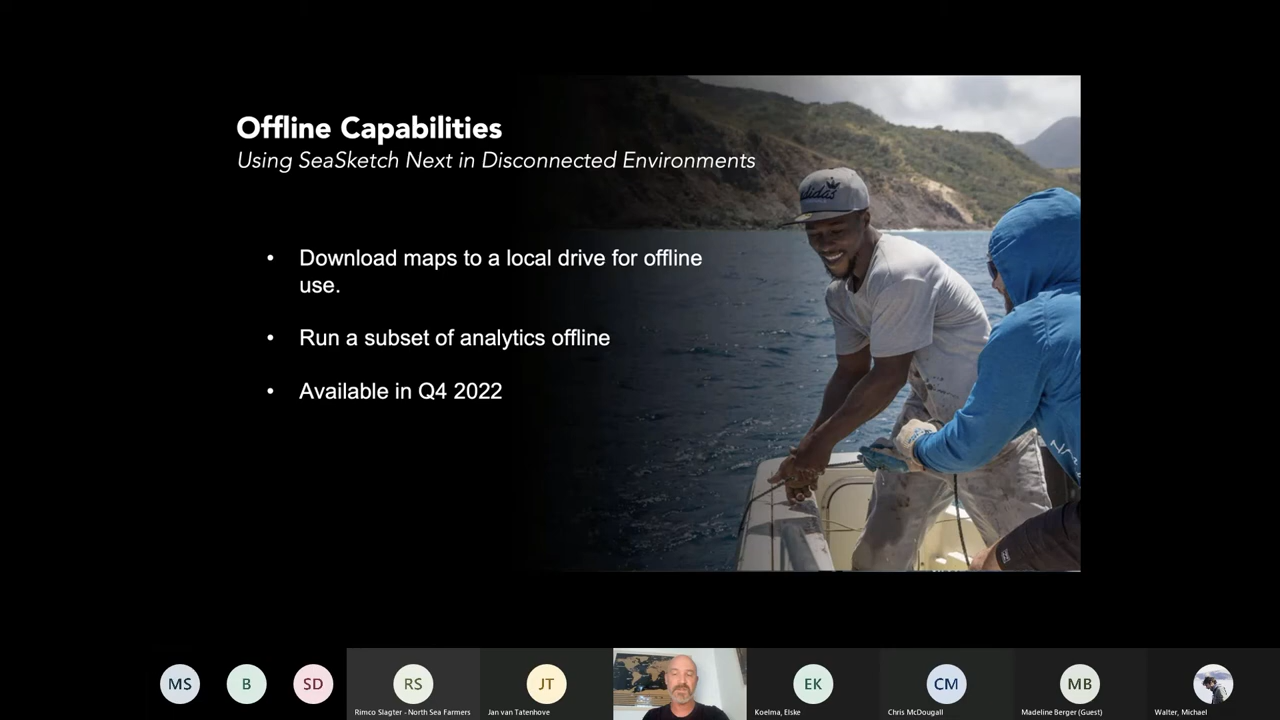 Offline Capabilities
Using SeaSketch Next in Disconnected Environments
adidas
• Download maps to a local drive for offline
use.
• Run a subset of analytics offline
• Available in Q4 2022
MS
B
SD
RS
JT
EK
CM
MB
Rimco Slagter - North Sea Farmers
Jan van Tatenhove
Koelma, Elske
Chris McDougall
Madeline Berger (Guest)
Walter, Michael